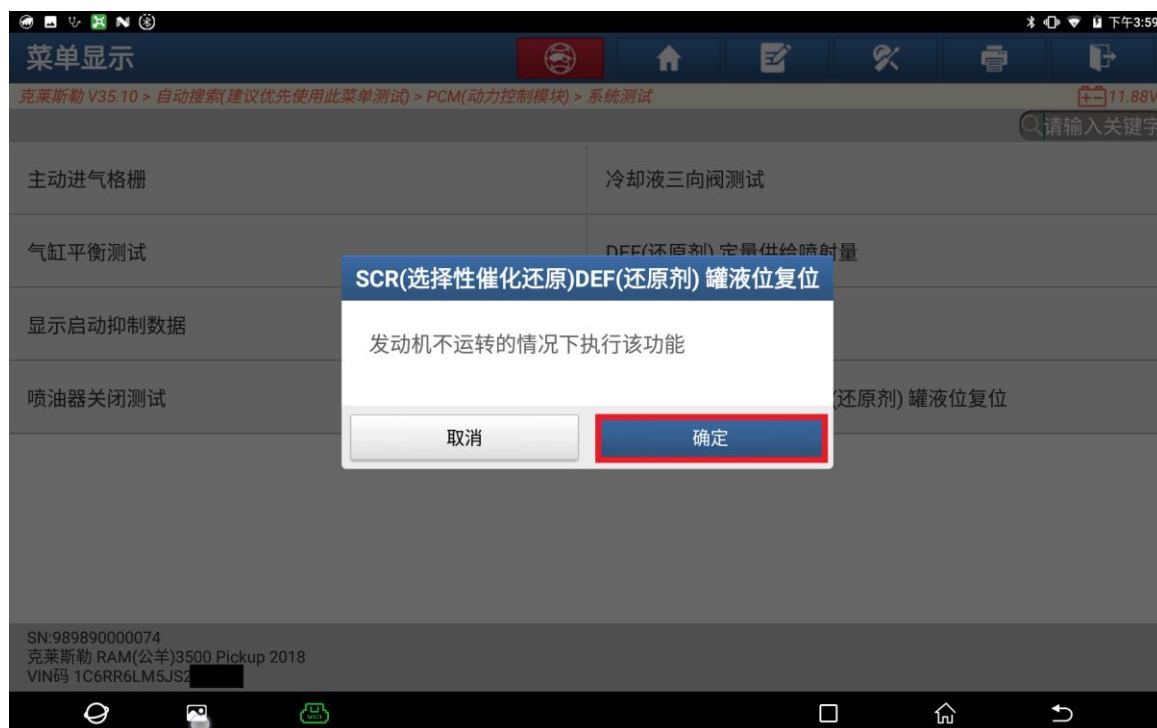 下午3:59
菜单显示
克莱斯勒 V35.10 > 自动搜索(建议优先使用此菜单测试) > PCM(动力控制模块) > 系统测试
11.88V
请输入关键字
主动进气格栅
冷却液三向阀测试
气缸平衡测试
DEF(还原剂) 定量供给喷射量
SCR(选择性催化还原)DEF(还原剂) 罐液位复位
显示启动抑制数据
发动机不运转的情况下执行该功能
喷油器关闭测试
(还原剂) 罐液位复位
取消
确定
SN:989890000074
克莱斯勒 RAM(公羊)3500 Pickup 2018
VIN码 1C6RR6LM5JS2
VCI